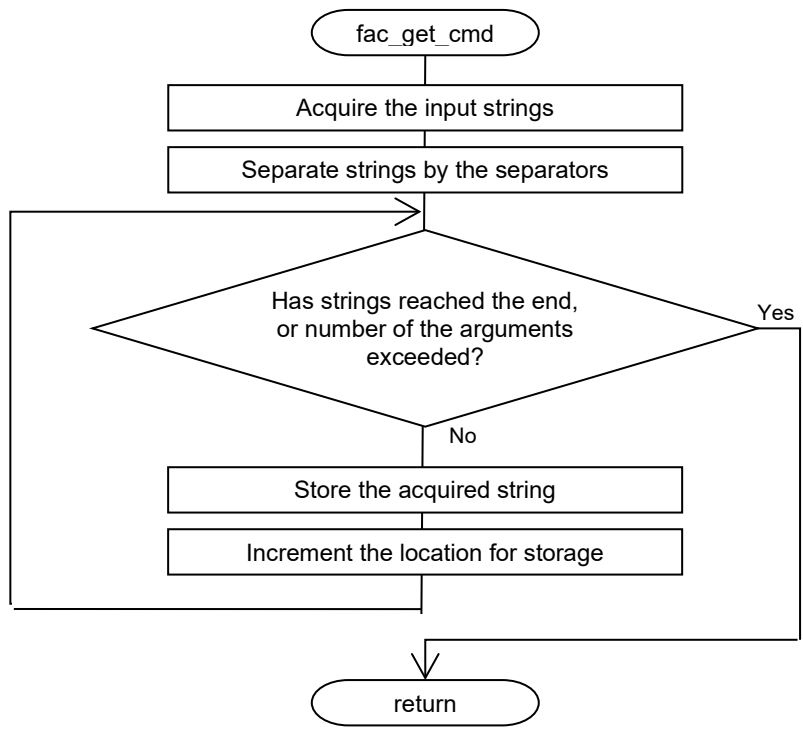 fac_get_cmd
Acquire the input strings
Separate strings by the separators
Has strings reached the end,
or number of the arguments
exceeded?
Yes
No
Store the acquired string
Increment the location for storage
return